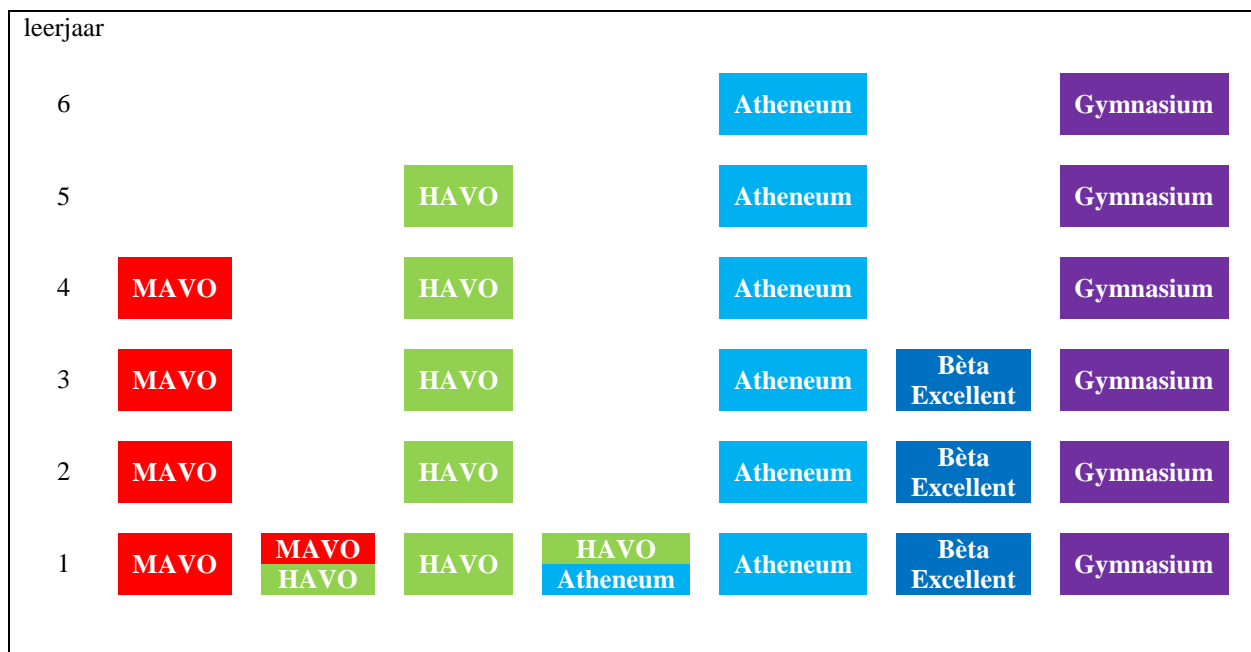 leerjaar
6 Atheneum Gymnasium
5 HAVO Atheneum Gymnasium
4 MAVO HAVO Atheneum Gymnasium
3 MAVO HAVO Atheneum Bèta Excellent Gymnasium
2 MAVO HAVO Atheneum Bèta Excellent Gymnasium
1 MAVO MAVO HAVO HAVO HAVO Atheneum Atheneum Bèta Excellent Gymnasium